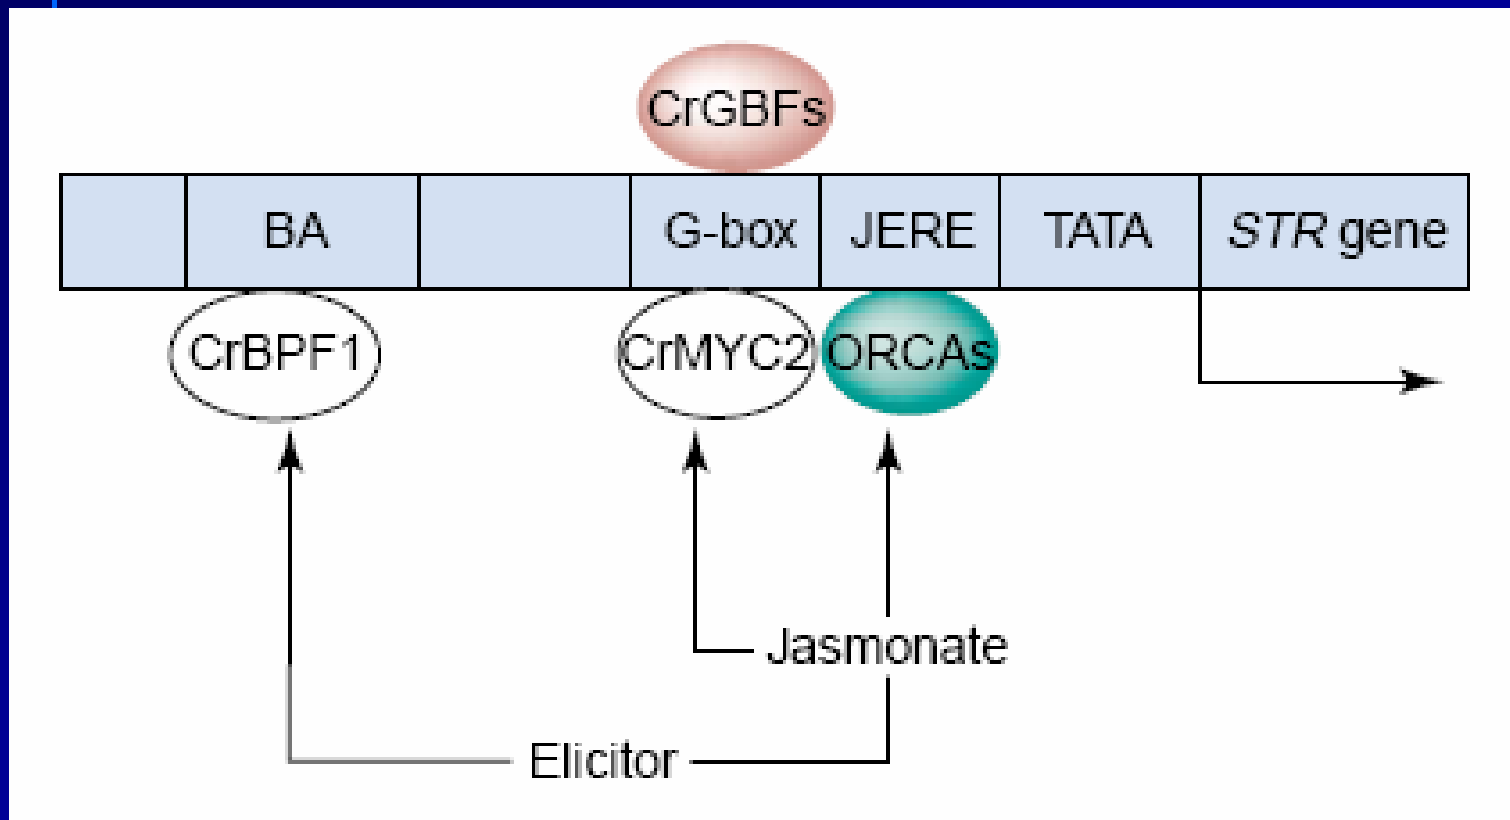 CrGBFs
BA
G-box
JERE
TATA
STR gene
CrBPF1
CrMYC2
ORCAs
Jasmonate
Elicitor